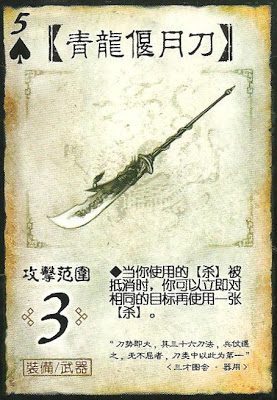 5
【青龍偃月刀】
攻擊范圍
3
◆当你使用的【杀】被
抵消时，你可以立即对
相同的目标再使用一张
【杀】。
“刀势即大，其三十六刀法，兵仗遇
之，无不屈者，刀类中以此为第一”
〈三才图会·器用〉
装備/武器